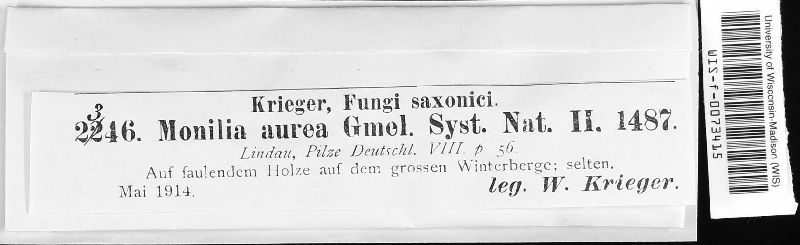 Krieger, Fungi saxonici.
3
2246. Monilia aurea Gmel. Syst. Nat. II. 1487.
Lindau, Pilze Deutschl. VIII. p 56.
Auf faulendem Holze auf dem grossen Winterberge; selten.
Mai 1914. leg. W. Krieger.
University of Wisconsin-Madison (WIS)
WIS-f-0073415